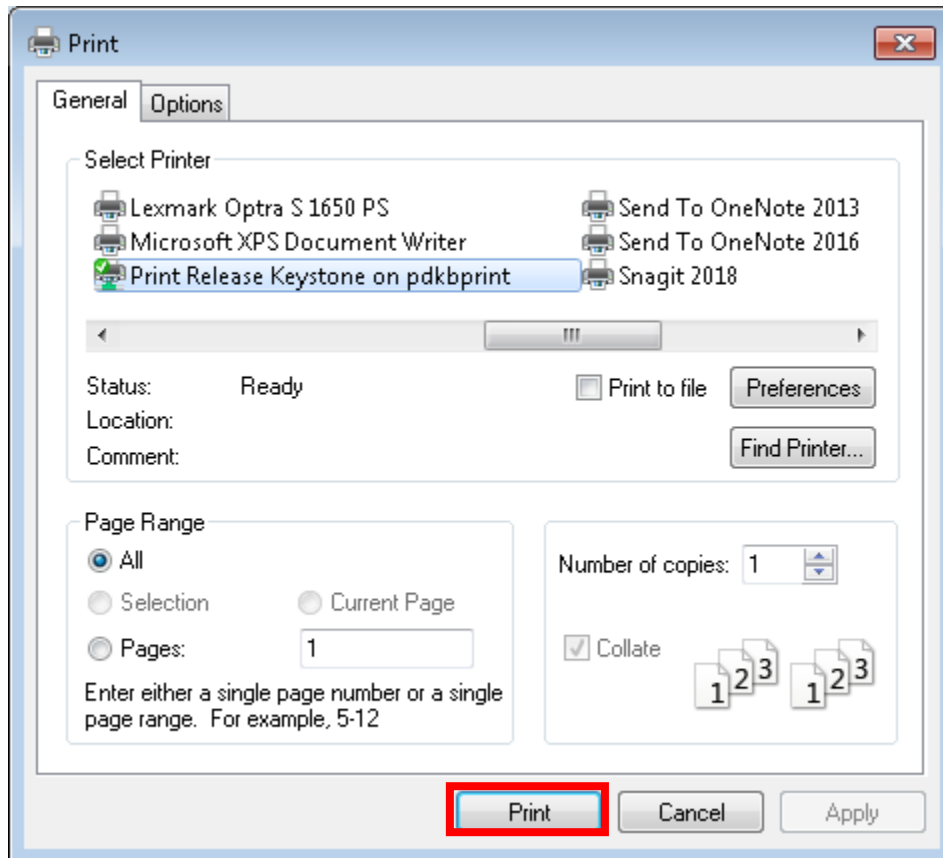 Print
General Options
Select Printer
Lexmark Optra S 1650 PS Send To OneNote 2013
Microsoft XPS Document Writer Send To OneNote 2016
Print Release Keystone on pdkbprint Snagit 2018
Status: Ready Print to file Preferences
Location:
Comment: Find Printer...
Page Range
All
Selection Current Page
Pages: 1
Enter either a single page number or a single
page range. For example, 5-12
Number of copies: 1
Collate 1 2 3 1 2 3
Print Cancel Apply